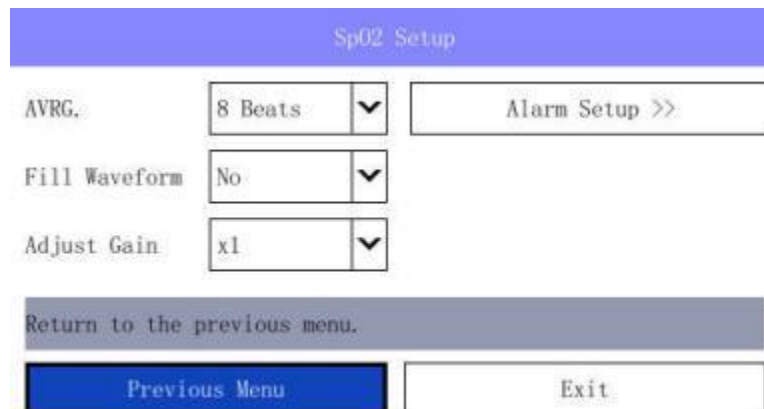 SpO2 Setup
AVRG. 8 Beats Alarm Setup >>
Fill Waveform No
Adjust Gain x1
Return to the previous menu.
Previous Menu Exit